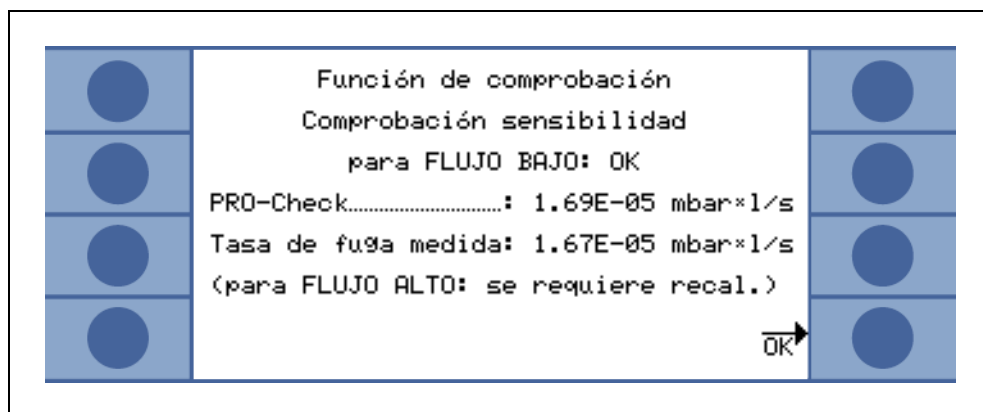 Función de comprobación
Comprobación sensibilidad
para FLUJO BAJO: OK
PRO-Check............................: 1.69E-05 mbar*l/s
Tasa de fuga medida: 1.67E-05 mbar*l/s
(para FLUJO ALTO: se requiere recal.)
OK